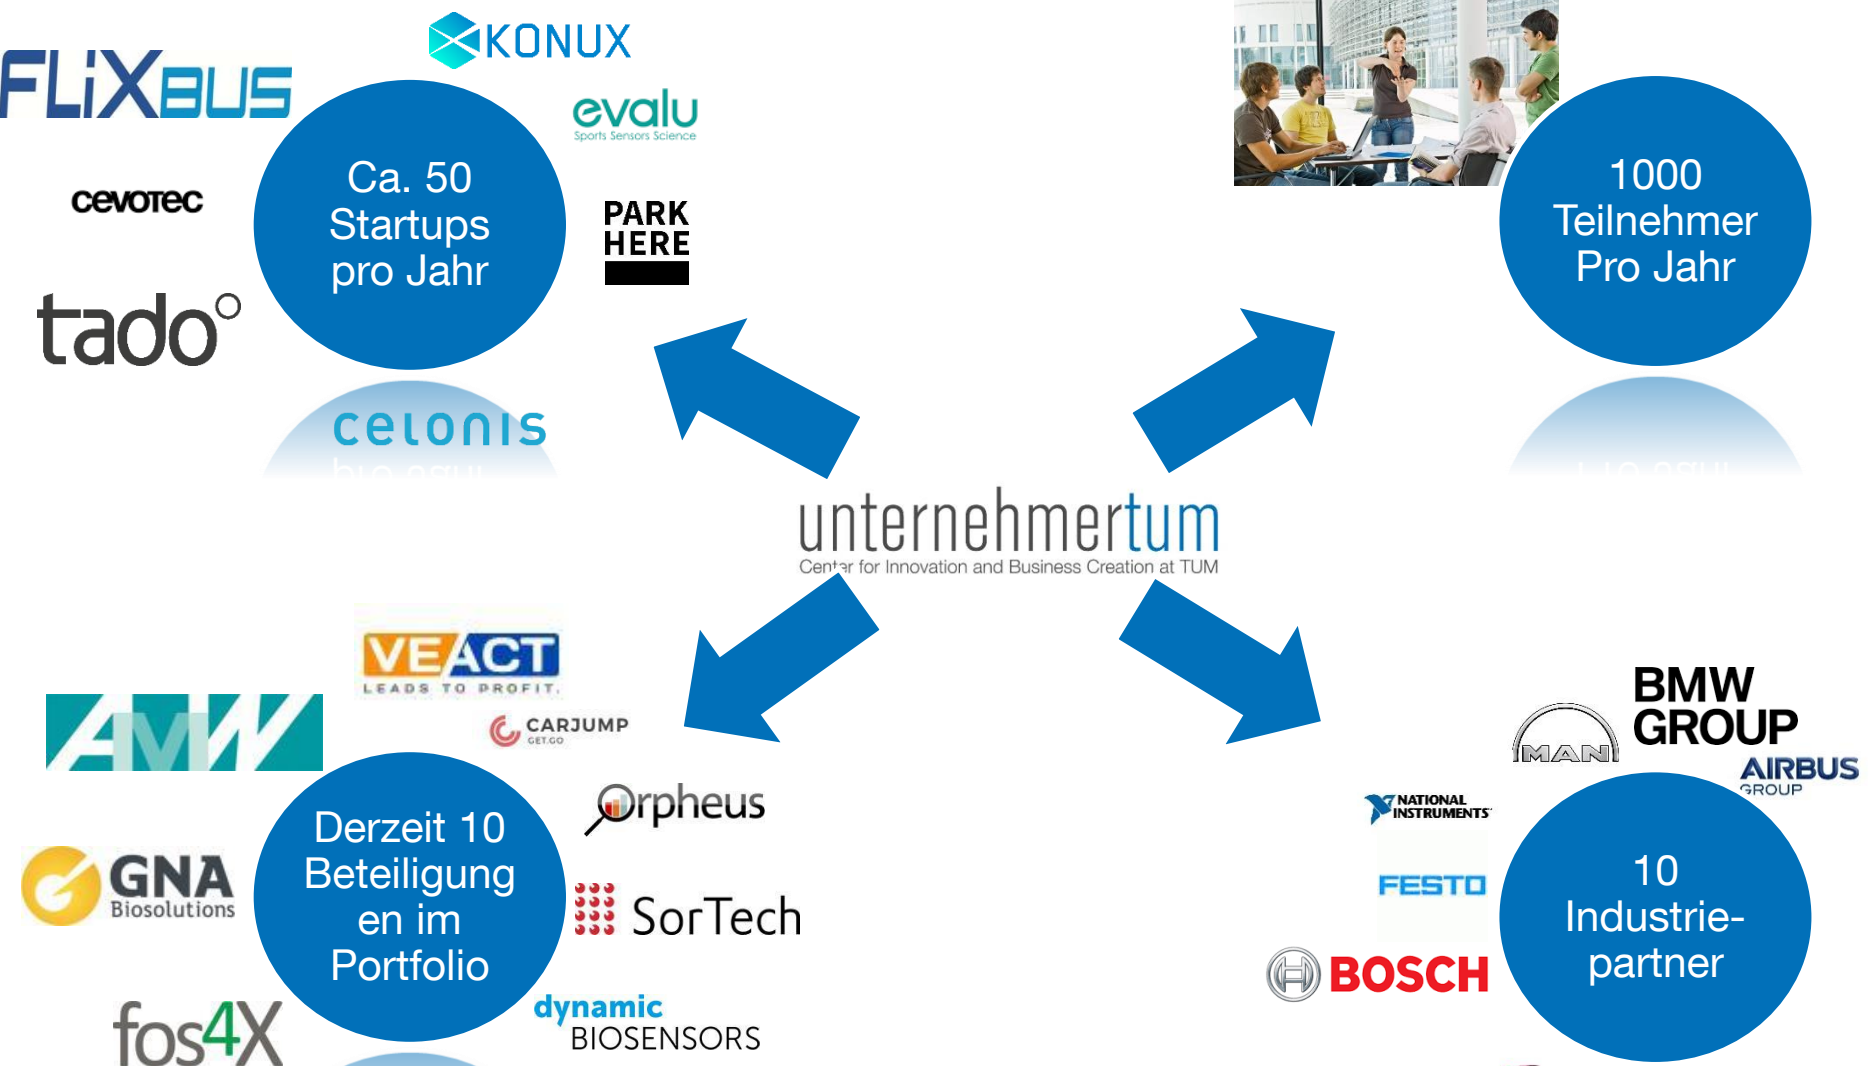 KONUX
FLiXBUS
evalu
Sports Sensors Science
Ca. 50
Startups
pro Jahr
cevotec
PARK
HERE
tado°
celonis
1000
Teilnehmer
Pro Jahr
unternehmertum
Center for Innovation and Business Creation at TUM
VEACT
LEADS TO PROFIT.
AMW
CARJUMP
GET.GO
Orpheus
Derzeit 10
Beteiligung
en im
Portfolio
GNA
Biosolutions
SorTech
fos4X
dynamic
BIOSENSORS
BMW
GROUP
MAN
AIRBUS
GROUP
NATIONAL
INSTRUMENTS
FESTO
BOSCH
10
Industrie-
partner